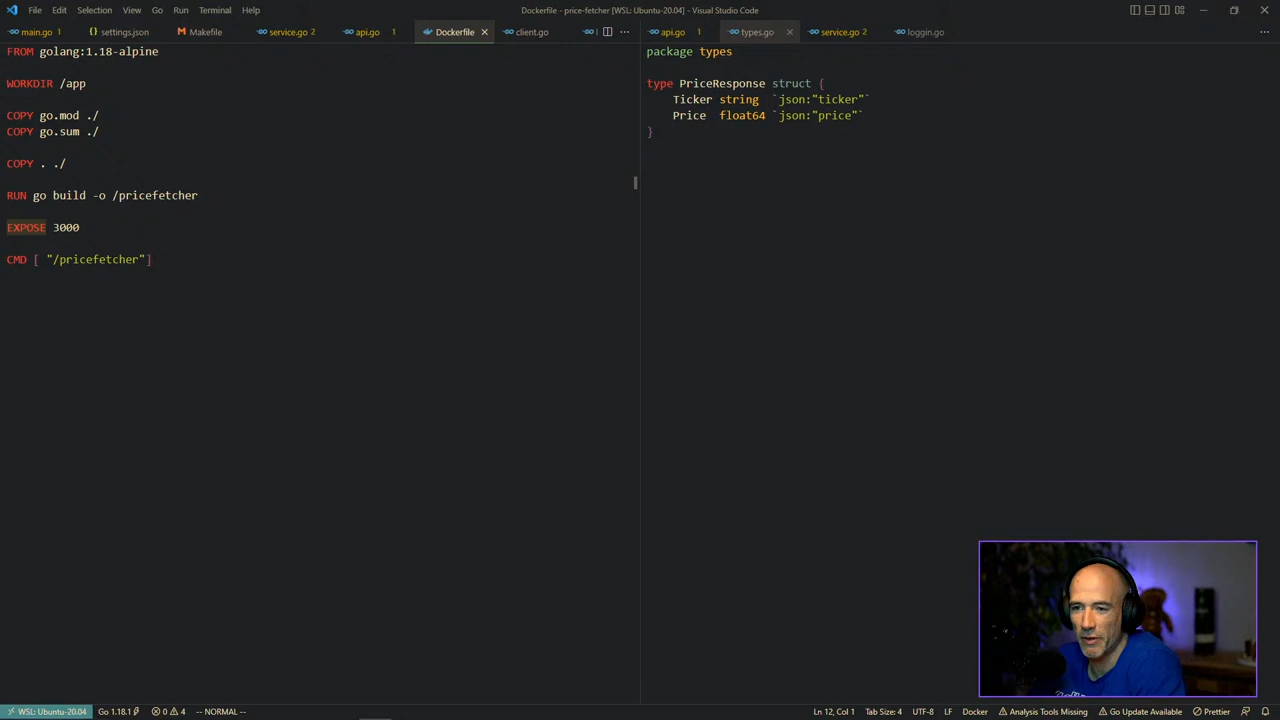 File Edit Selection View Go Run Terminal Help
Dockerfile - price-fetcher [WSL: Ubuntu-20.04] - Visual Studio Code
main.go 1 settings.json Makefile service.go 2 api.go 1 Dockerfile client.go
api.go 1 types.go service.go 2 loggin.go
FROM golang:1.18-alpine
WORKDIR /app
COPY go.mod ./
COPY go.sum ./
COPY . ./
RUN go build -o /pricefetcher
EXPOSE 3000
CMD [ "/pricefetcher"]
package types
type PriceResponse struct {
Ticker string `json:"ticker"`
Price float64 `json:"price"`
}
WSL: Ubuntu-20.04 Go 1.18.1 0 4 -- NORMAL --
Ln 12, Col 1 Tab Size: 4 UTF-8 LF Docker Analysis Tools Missing Go Update Available Prettier